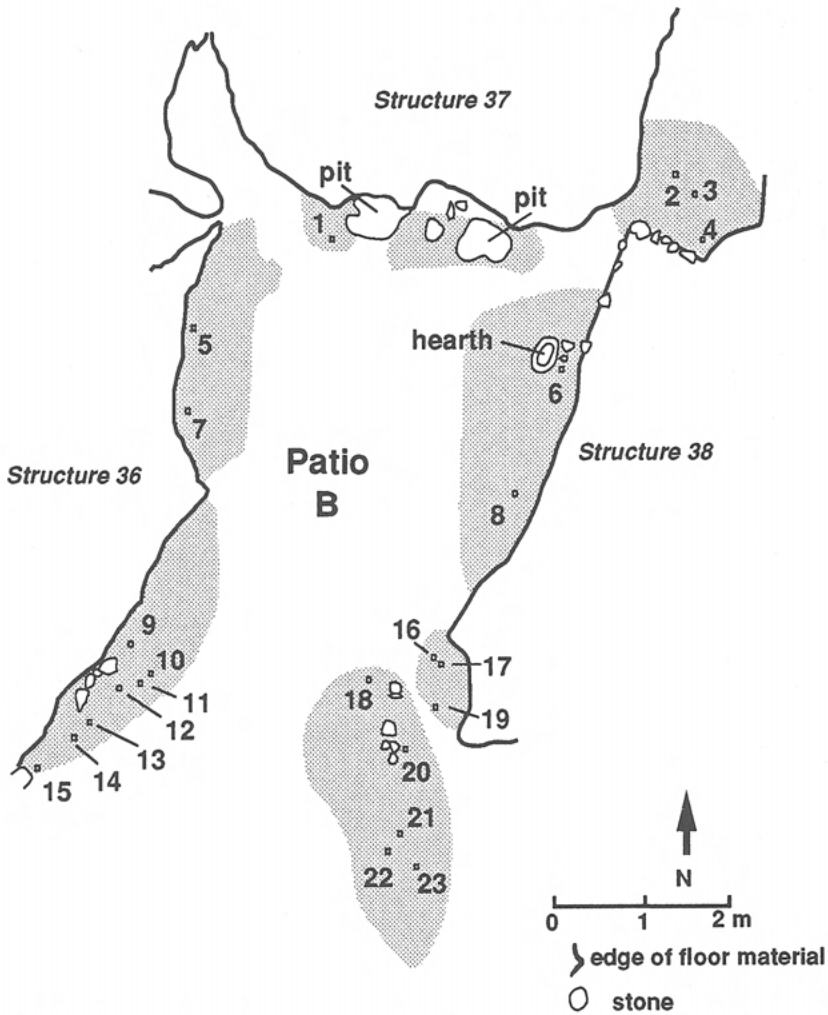 Structure 37
pit
pit
1
2
3
4
5
hearth
6
7
Structure 36
Patio
B
Structure 38
8
9
10
11
12
13
14
15
16
17
18
19
20
21
22
23
N
0 1 2 m
edge of floor material
stone